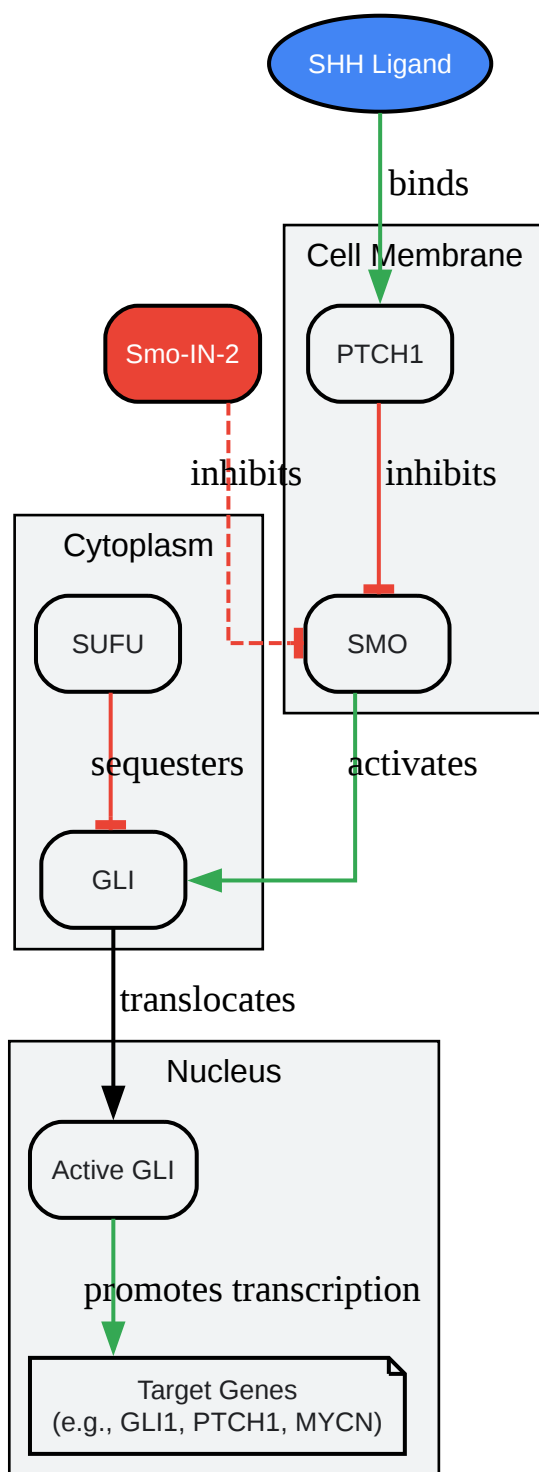 SHH Ligand
binds
Cell Membrane
Smo-IN-2
PTCH1
inhibits
inhibits
Cytoplasm
SUFU
SMO
sequesters
activates
GLI
translocates
Nucleus
Active GLI
promotes transcription
Target Genes
(e.g., GLI1, PTCH1, MYCN)